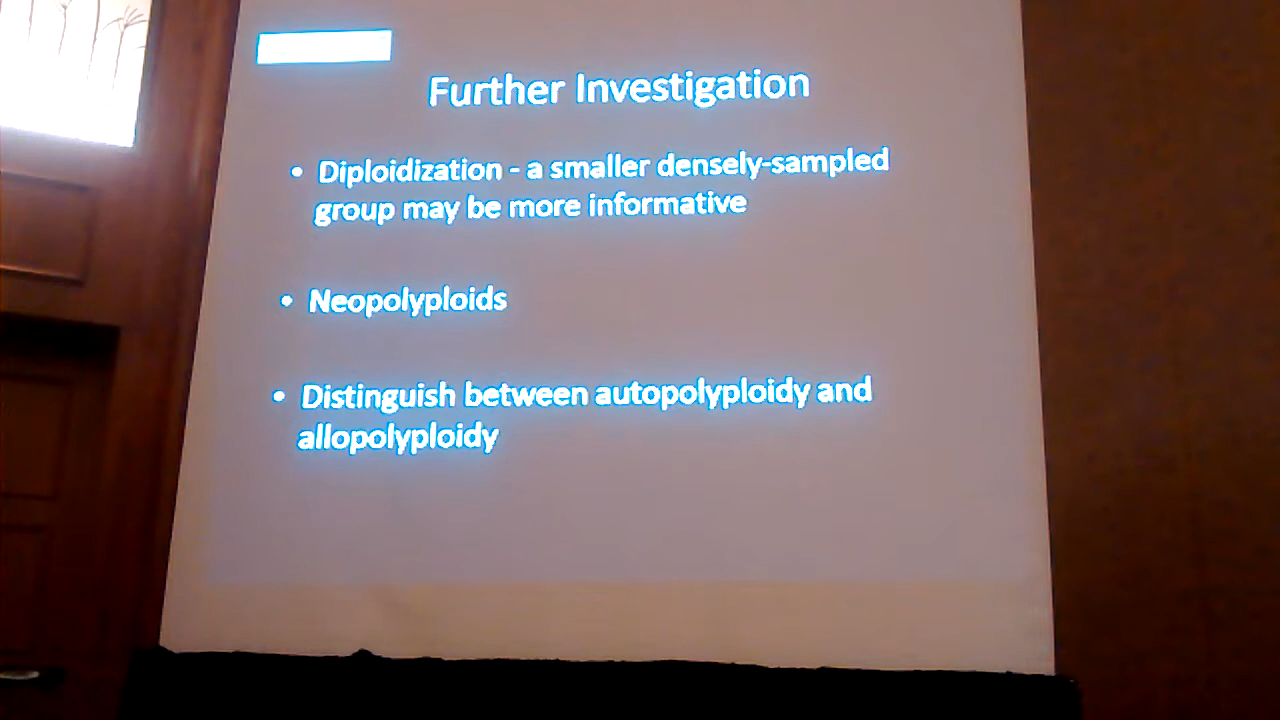 Further Investigation
• Diploidization - a smaller densely-sampled
group may be more informative
• Neopolyploids
• Distinguish between autopolyploidy and
allopolyploidy